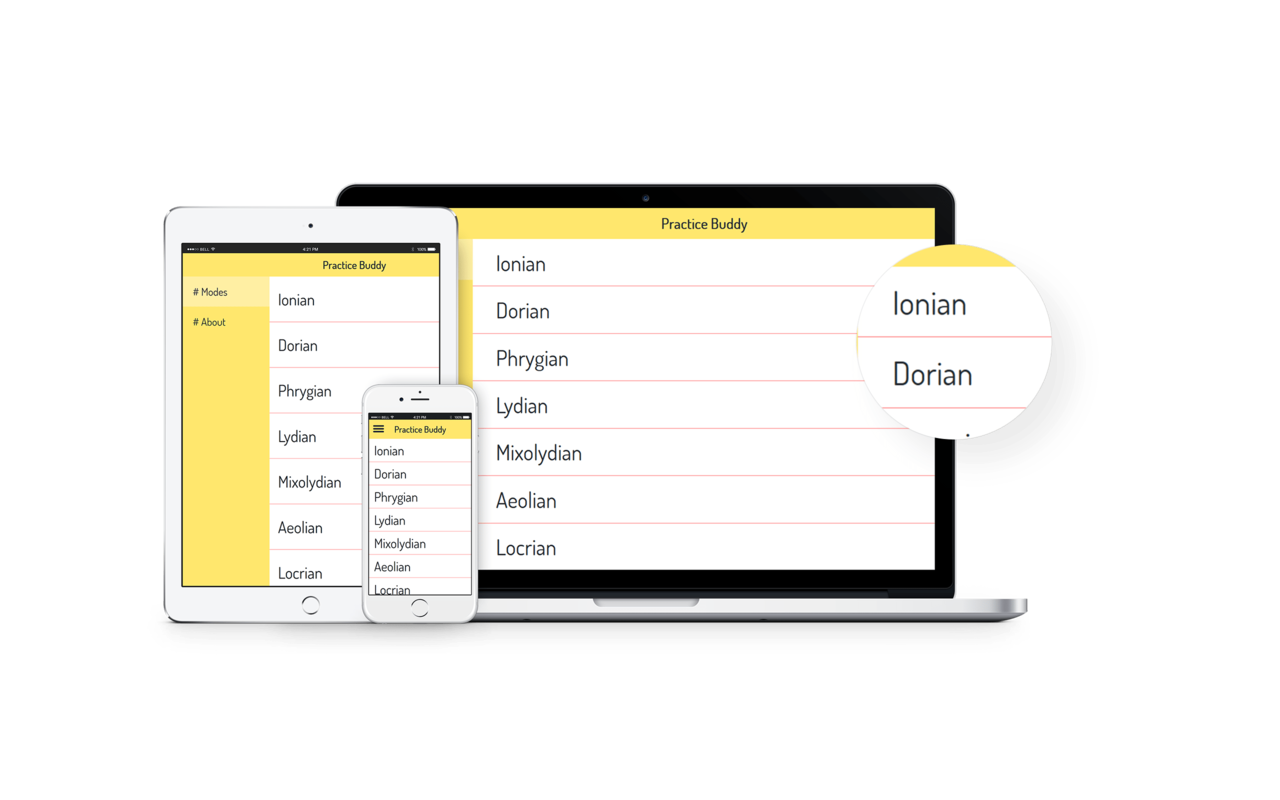 ●●●○○ BELL
4:21 PM
100%
Practice Buddy
# Modes
# About
Ionian
Dorian
Phrygian
Lydian
Mixolydian
Aeolian
Locrian
●●●○○ BELL
4:21 PM
100%
Practice Buddy
Ionian
Dorian
Phrygian
Lydian
Mixolydian
Aeolian
Locrian
Practice Buddy
Ionian
Dorian
Phrygian
Lydian
Mixolydian
Aeolian
Locrian
Ionian
Dorian